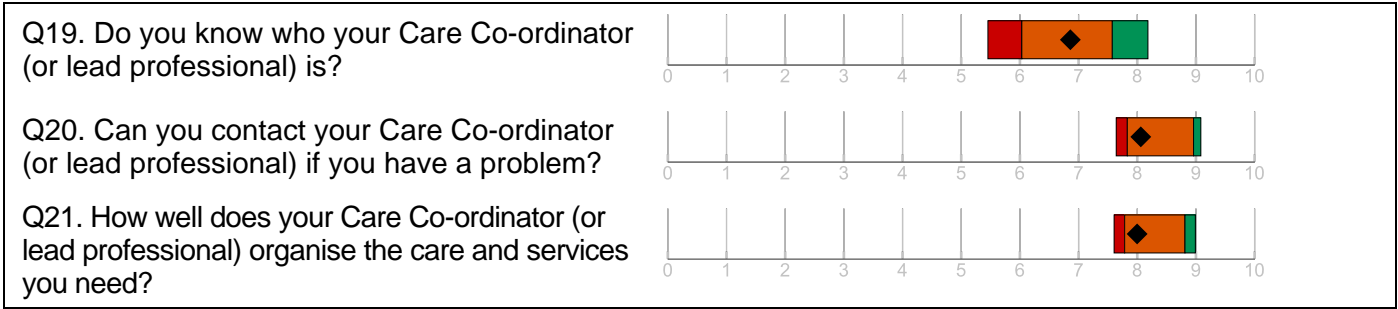 Q19. Do you know who your Care Co-ordinator
(or lead professional) is?
0 1 2 3 4 5 6 7 8 9 10
Q20. Can you contact your Care Co-ordinator
(or lead professional) if you have a problem?
0 1 2 3 4 5 6 7 8 9 10
Q21. How well does your Care Co-ordinator (or
lead professional) organise the care and services
you need?
0 1 2 3 4 5 6 7 8 9 10